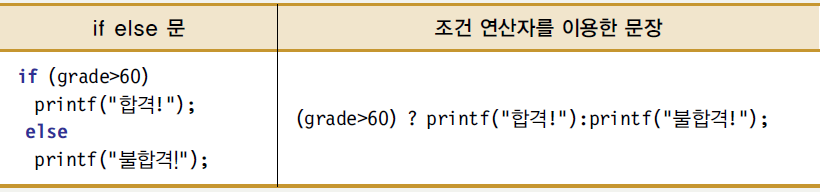 if else 문
조건 연산자를 이용한 문장
if (grade>60)
printf("합격!");
else
printf("불합격!");
(grade>60) ? printf("합격!"):printf("불합격!");